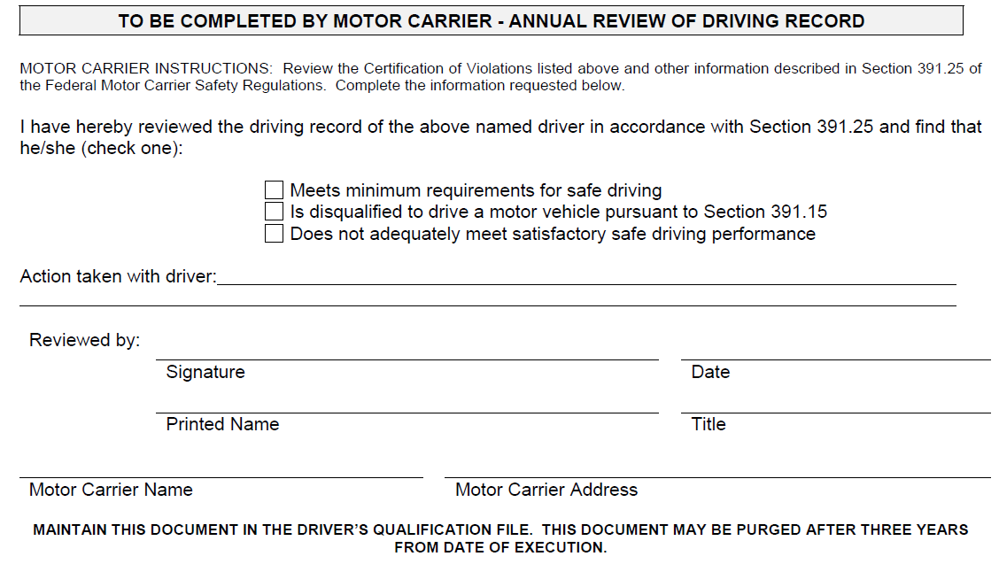 TO BE COMPLETED BY MOTOR CARRIER - ANNUAL REVIEW OF DRIVING RECORD
MOTOR CARRIER INSTRUCTIONS:  Review the Certification of Violations listed above and other information described in Section 391.25 of
the Federal Motor Carrier Safety Regulations.  Complete the information requested below.
I have hereby reviewed the driving record of the above named driver in accordance with Section 391.25 and find that
he/she (check one):
Meets minimum requirements for safe driving
Is disqualified to drive a motor vehicle pursuant to Section 391.15
Does not adequately meet satisfactory safe driving performance
Action taken with driver:
Reviewed by:
Signature Date
Printed Name Title
Motor Carrier Name Motor Carrier Address
MAINTAIN THIS DOCUMENT IN THE DRIVER'S QUALIFICATION FILE.  THIS DOCUMENT MAY BE PURGED AFTER THREE YEARS
FROM DATE OF EXECUTION.